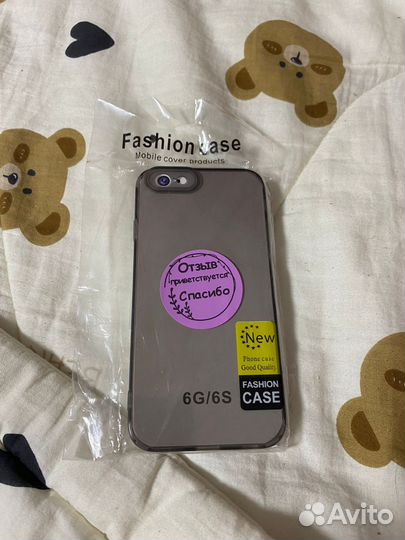 Fashion case
Mobile cover products
Отзыв
приветствуется
Спасибо
New
Phone case
Good Quality
FASHION
CASE
6G/6S
Avito